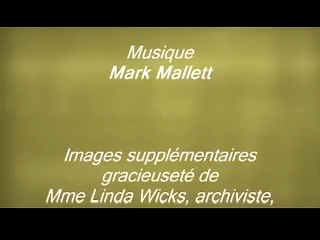 Musique
Mark Mallett
Images supplémentaires
gracieuseté de
Mme Linda Wicks, archiviste,